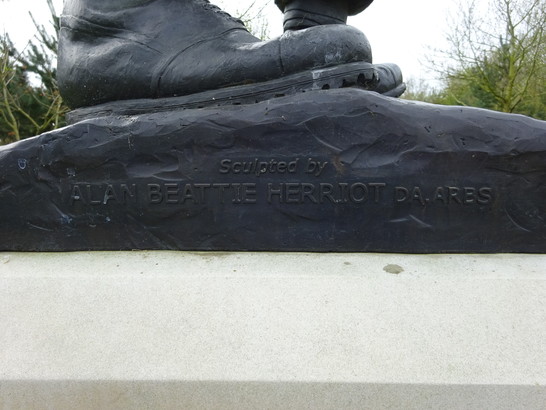 Sculpted by
ALAN BEATTIE HERRIOT DA. ARBS